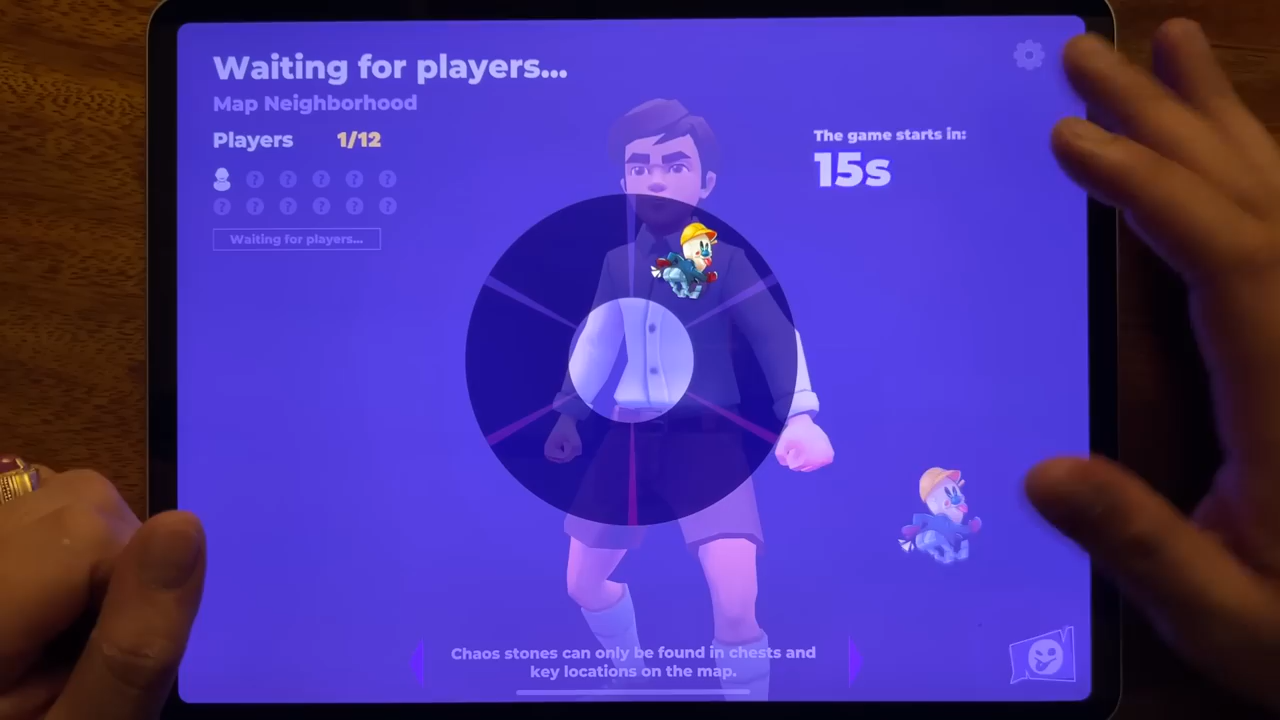 Waiting for players...
Map Neighborhood
Players 1/12
? ? ? ? ?
? ? ? ? ? ?
Waiting for players...
The game starts in:
15s
Chaos stones can only be found in chests and
key locations on the map.